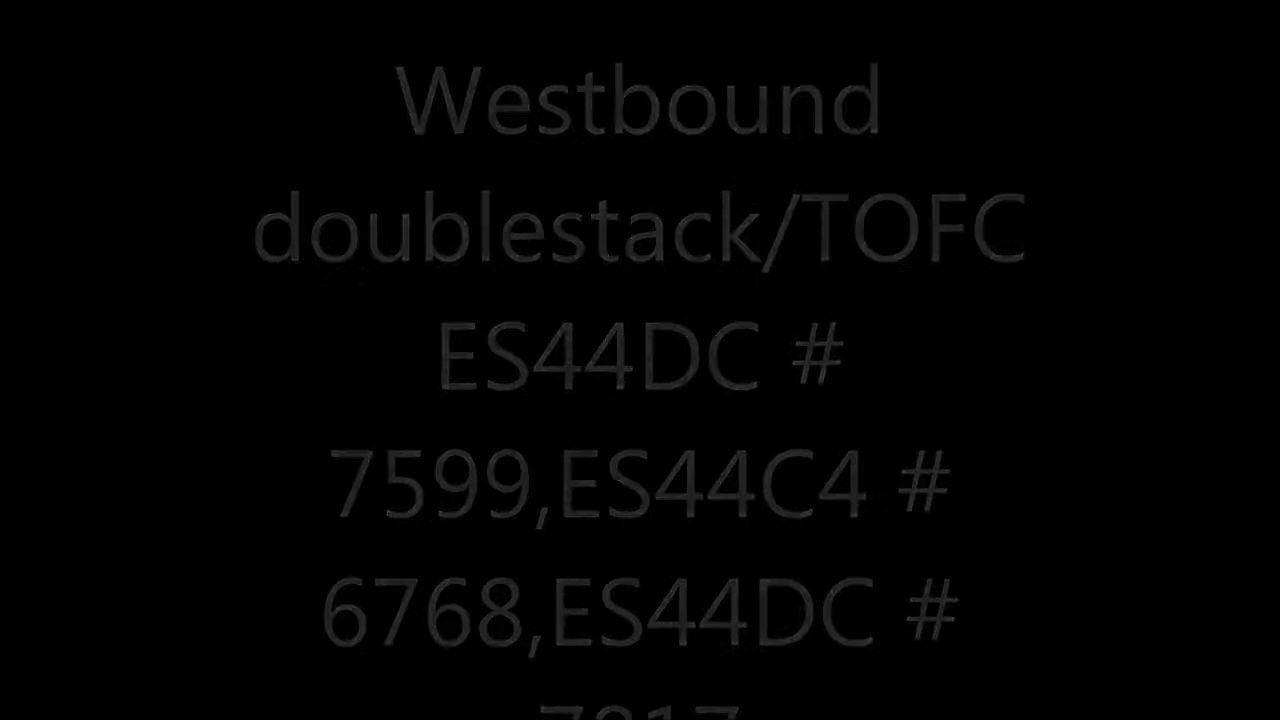 Westbound
doublestack/TOFC
ES44DC #
7599,ES44C4 #
6768,ES44DC #